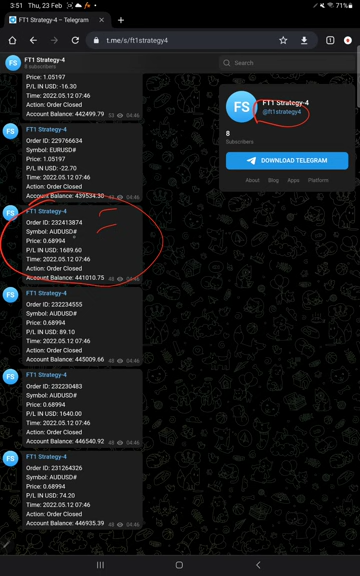 3:51 Thu, 23 Feb
71%
FT1 Strategy-4 – Telegram
t.me/s/ft1strategy4
FT1 Strategy-4
8 subscribers
Search
Price: 1.05197
P/L IN USD: -16.30
Time: 2022.05.12 07:46
Action: Order Closed
Account Balance: 442499.79 53 04:46
FT1 Strategy-4
@ft1strategy4
8
Subscribers
DOWNLOAD TELEGRAM
About Blog Apps Platform
FT1 Strategy-4
Order ID: 229766634
Symbol: EURUSD#
Price: 1.05197
P/L IN USD: -22.70
Time: 2022.05.12 07:46
Action: Order Closed
Account Balance: 439534.30 04:46
FT1 Strategy-4
Order ID: 232413874
Symbol: AUDUSD#
Price: 0.68994
P/L IN USD: 1689.60
Time: 2022.05.12 07:46
Action: Order Closed
Account Balance: 441010.75 48 04:46
FT1 Strategy-4
Order ID: 232234555
Symbol: AUDUSD#
Price: 0.68994
P/L IN USD: 89.10
Time: 2022.05.12 07:46
Action: Order Closed
Account Balance: 445009.66 48 04:46
FT1 Strategy-4
Order ID: 232230483
Symbol: AUDUSD#
Price: 0.68994
P/L IN USD: 1640.00
Time: 2022.05.12 07:46
Action: Order Closed
Account Balance: 446540.92 48 04:46
FT1 Strategy-4
Order ID: 231264326
Symbol: AUDUSD#
Price: 0.68994
P/L IN USD: 74.20
Time: 2022.05.12 07:46
Action: Order Closed
Account Balance: 446935.39 48 04:46